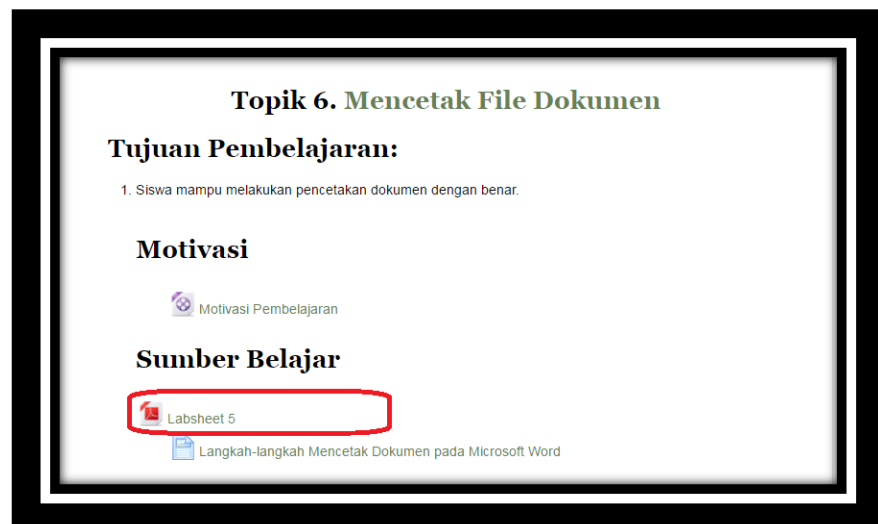 Topik 6. Mencetak File Dokumen
Tujuan Pembelajaran:
1. Siswa mampu melakukan pencetakan dokumen dengan benar.
Motivasi
Motivasi Pembelajaran
Sumber Belajar
Labsheet 5
Langkah-langkah Mencetak Dokumen pada Microsoft Word